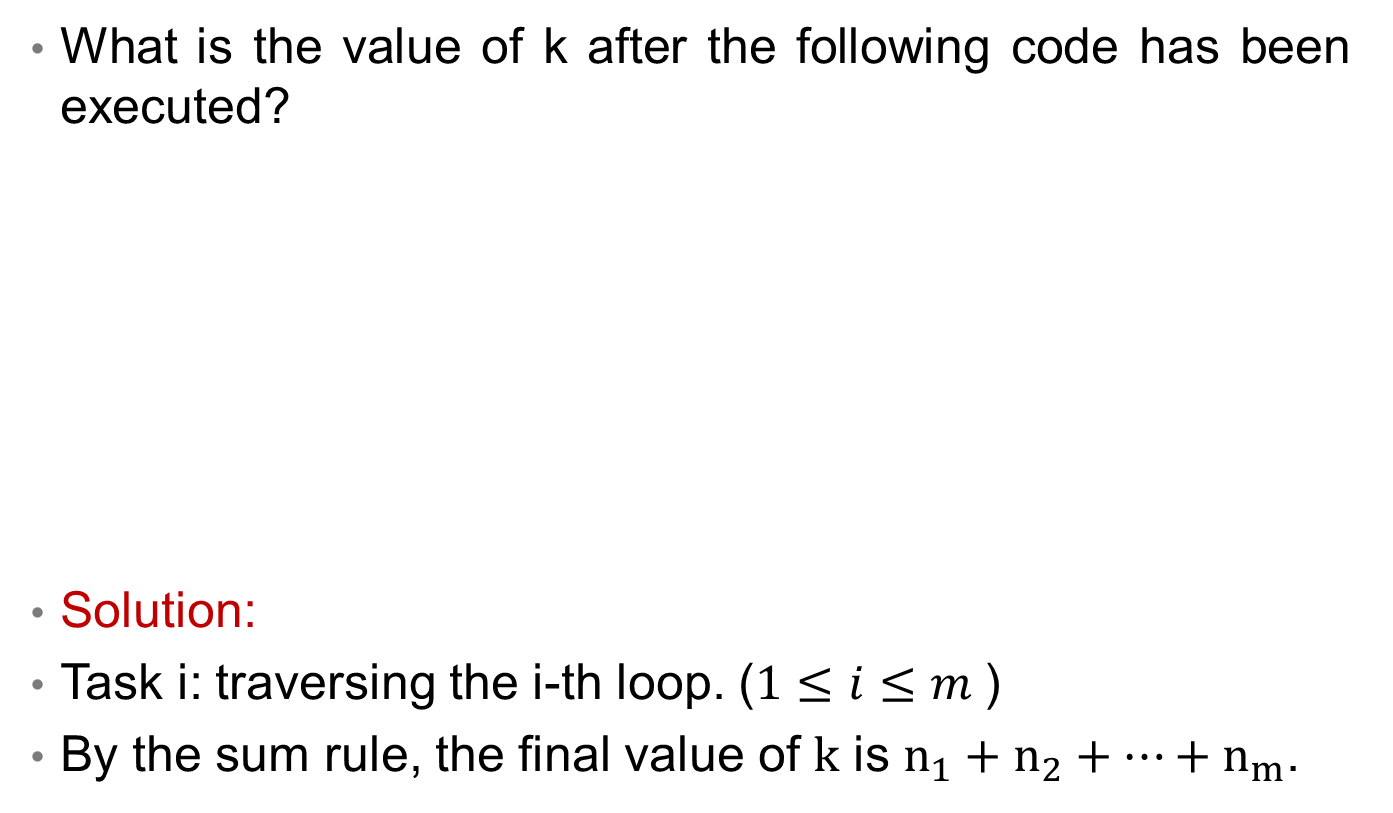 • What is the value of k after the following code has been
executed?
• Solution:
• Task i: traversing the i-th loop. (1 ≤ i ≤ m )
• By the sum rule, the final value of k is n₁ + n₂ + ⋯ + nₘ.